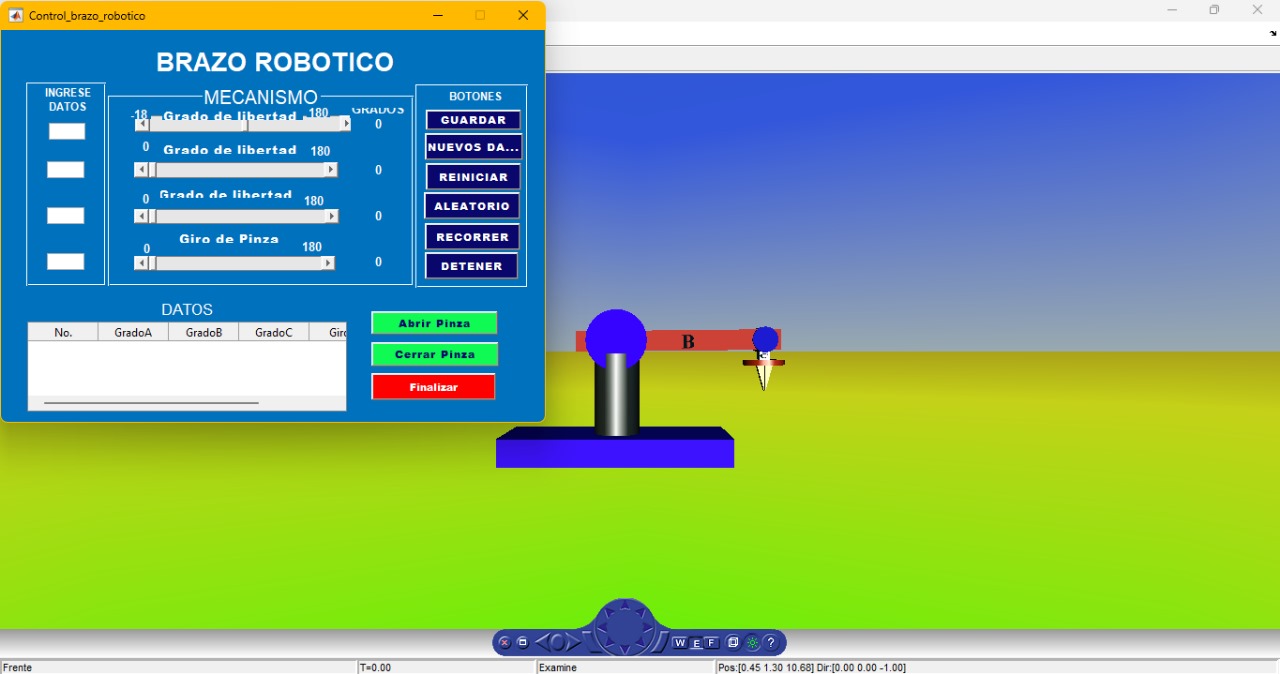 Control_brazo_robotico
BRAZO ROBOTICO
INGRESE
DATOS
MECANISMO
GRADOS
-18 Grado de libertad 180
0
0 Grado de libertad 180
0
0 Grado de libertad 180
0
0 Giro de Pinza 180
0
BOTONES
GUARDAR
NUEVOS DA...
REINICIAR
ALEATORIO
RECORRER
DETENER
DATOS
No. GradoA GradoB GradoC Giro
Abrir Pinza
Cerrar Pinza
Finalizar
B
W E F ?
Frente T=0.00 Examine Pos:[0.45 1.30 10.68] Dir:[0.00 0.00 -1.00]